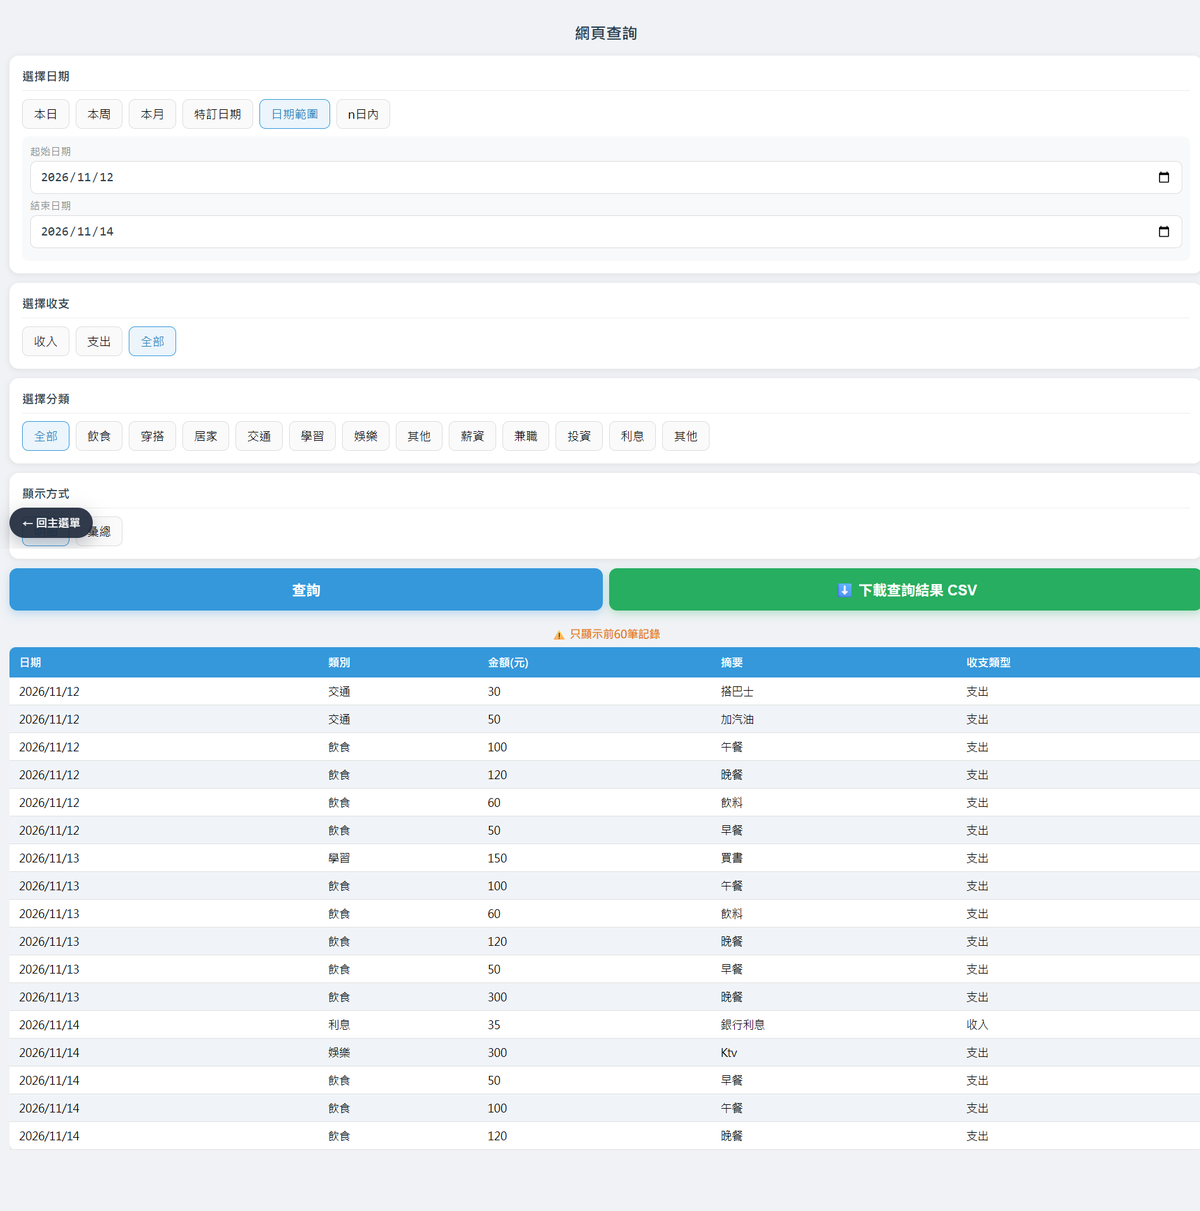 網頁查詢
選擇日期
本日 本周 本月 特訂日期 日期範圍 n日內
起始日期
2026/11/12
結束日期
2026/11/14
選擇收支
收入 支出 全部
選擇分類
全部 飲食 穿搭 居家 交通 學習 娛樂 其他 薪資 兼職 投資 利息 其他
顯示方式
← 回主選單 彙總
查詢 下載查詢結果 CSV
只顯示前60筆記錄
日期 類別 金額(元) 摘要 收支類型
2026/11/12 交通 30 搭巴士 支出
2026/11/12 交通 50 加汽油 支出
2026/11/12 飲食 100 午餐 支出
2026/11/12 飲食 120 晚餐 支出
2026/11/12 飲食 60 飲料 支出
2026/11/12 飲食 50 早餐 支出
2026/11/13 學習 150 買書 支出
2026/11/13 飲食 100 午餐 支出
2026/11/13 飲食 60 飲料 支出
2026/11/13 飲食 120 晚餐 支出
2026/11/13 飲食 50 早餐 支出
2026/11/13 飲食 300 晚餐 支出
2026/11/14 利息 35 銀行利息 收入
2026/11/14 娛樂 300 Ktv 支出
2026/11/14 飲食 50 早餐 支出
2026/11/14 飲食 100 午餐 支出
2026/11/14 飲食 120 晚餐 支出